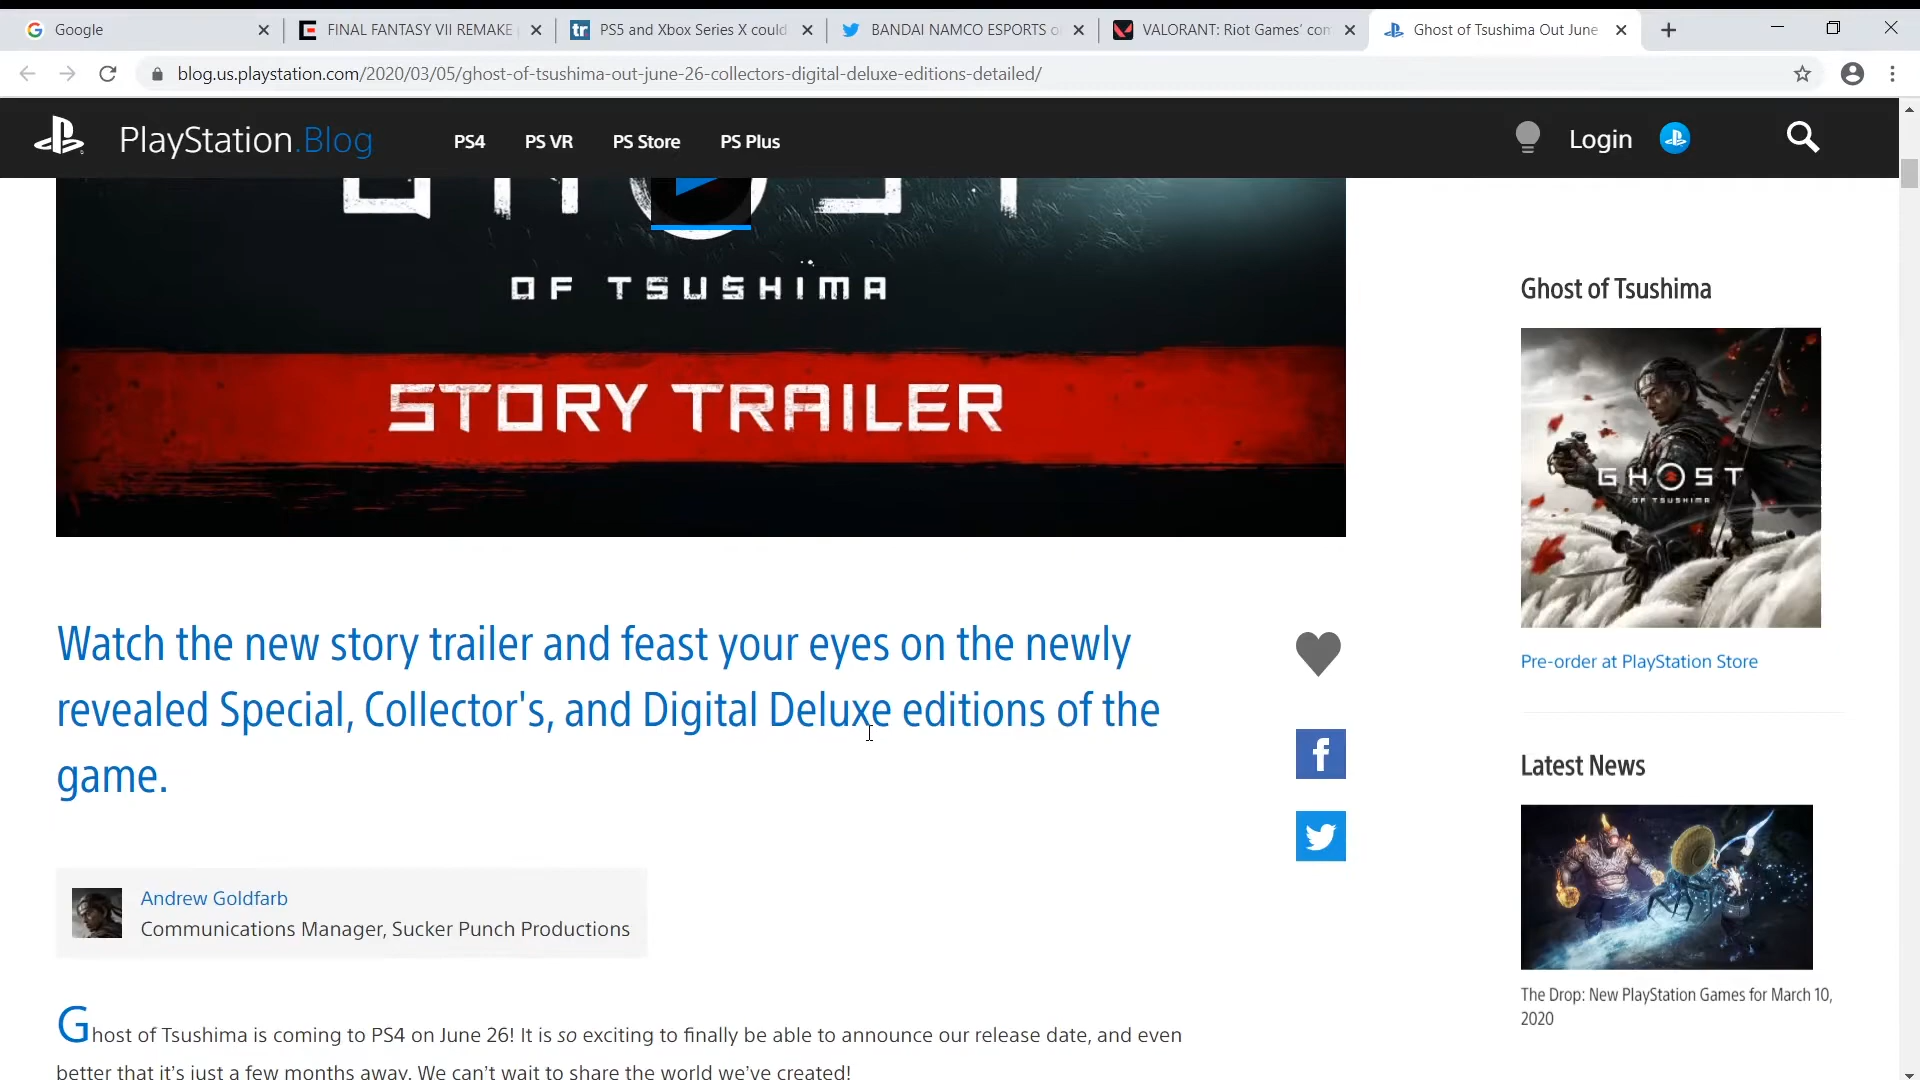 Google
FINAL FANTASY VII REMAKE
PS5 and Xbox Series X could
BANDAI NAMCO ESPORTS o
VALORANT: Riot Games' com
Ghost of Tsushima Out June
blog.us.playstation.com/2020/03/05/ghost-of-tsushima-out-june-26-collectors-digital-deluxe-editions-detailed/
PlayStation.Blog
PS4
PS VR
PS Store
PS Plus
Login
GHOST
OF TSUSHIMA
STORY TRAILER
Watch the new story trailer and feast your eyes on the newly
revealed Special, Collector's, and Digital Deluxe editions of the
game.
Andrew Goldfarb
Communications Manager, Sucker Punch Productions
Ghost of Tsushima is coming to PS4 on June 26! It is so exciting to finally be able to announce our release date, and even
better that it's just a few months away. We can't wait to share the world we've created!
Ghost of Tsushima
GHOST
OF TSUSHIMA
Pre-order at PlayStation Store
Latest News
The Drop: New PlayStation Games for March 10,
2020